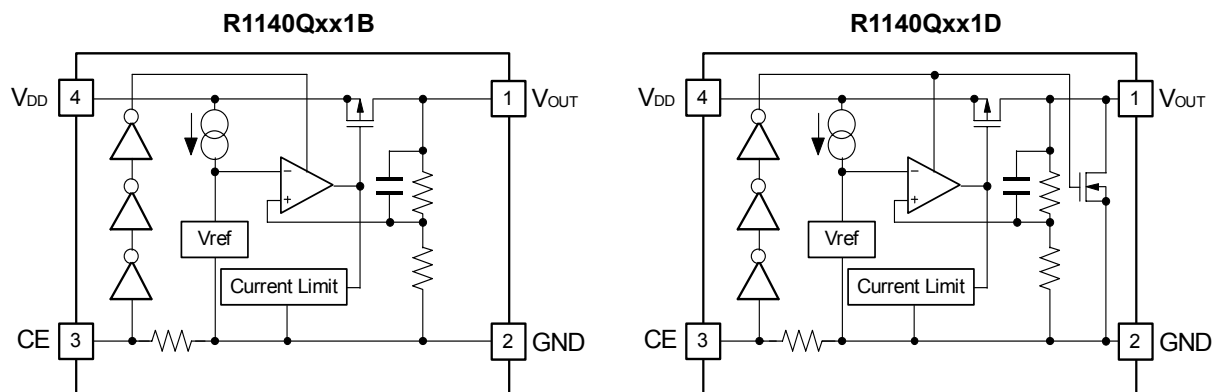 R1140Qxx1B
VDD 4
1 VOUT
−
+
Vref
Current Limit
CE 3
2 GND
R1140Qxx1D
VDD 4
1 VOUT
−
+
Vref
Current Limit
CE 3
2 GND